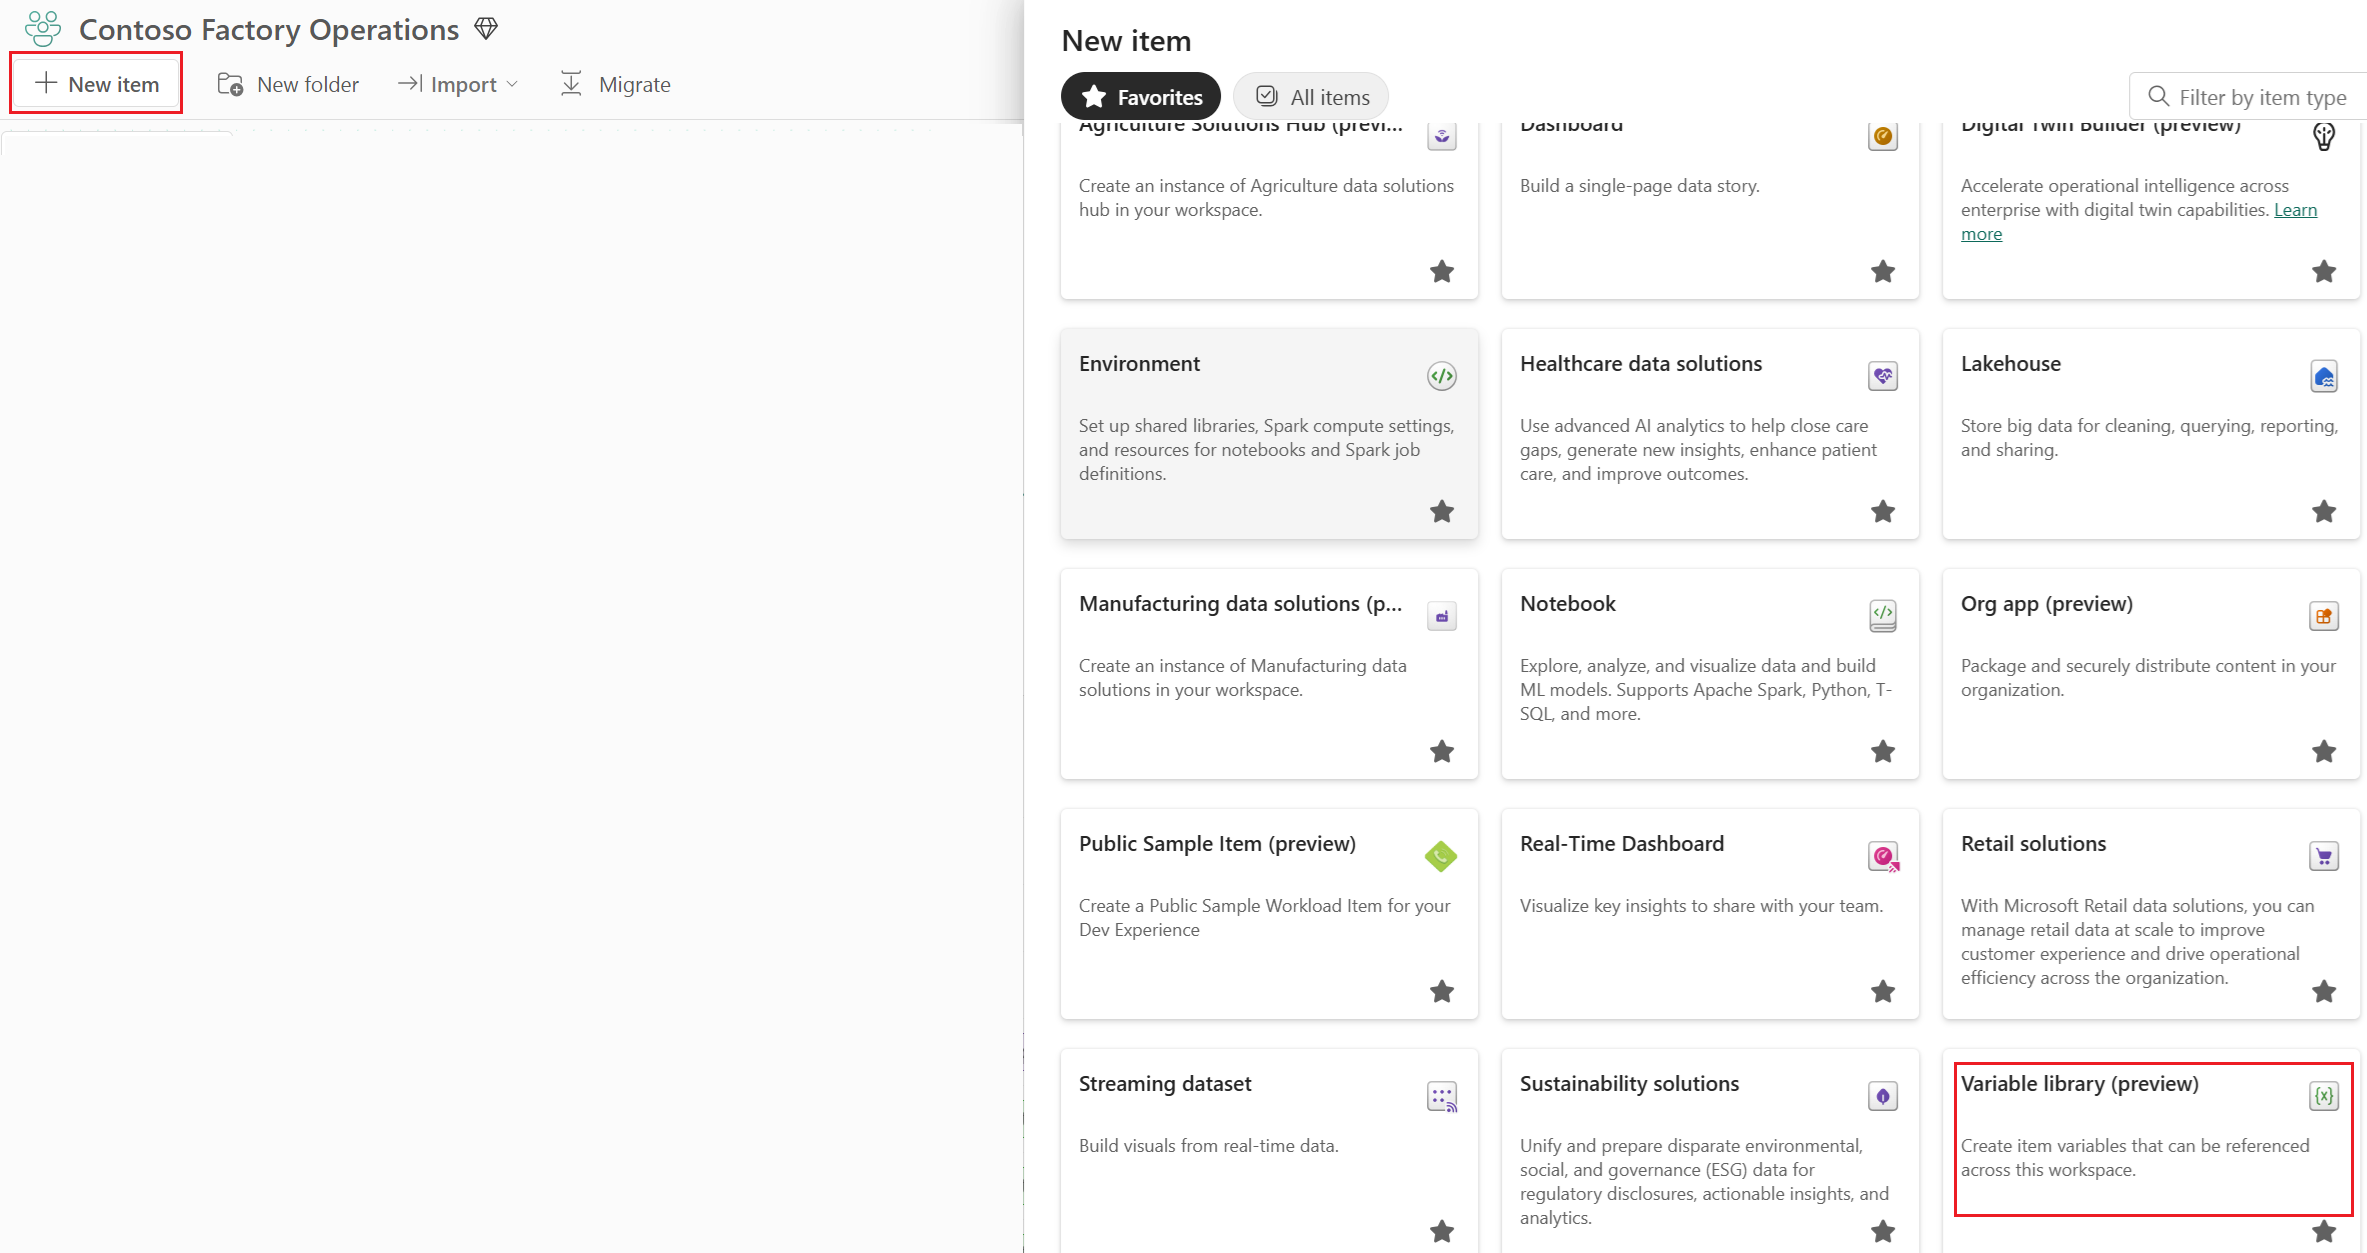 Contoso Factory Operations
New item
New folder
Import
Migrate
New item
Favorites
All items
Filter by item type
Agriculture Solutions Hub (previ...
Create an instance of Agriculture data solutions
hub in your workspace.
Dashboard
Build a single-page data story.
Digital Twin Builder (preview)
Accelerate operational intelligence across
enterprise with digital twin capabilities. Learn
more
Environment
Set up shared libraries, Spark compute settings,
and resources for notebooks and Spark job
definitions.
Healthcare data solutions
Use advanced AI analytics to help close care
gaps, generate new insights, enhance patient
care, and improve outcomes.
Lakehouse
Store big data for cleaning, querying, reporting,
and sharing.
Manufacturing data solutions (p...
Create an instance of Manufacturing data
solutions in your workspace.
Notebook
Explore, analyze, and visualize data and build
ML models. Supports Apache Spark, Python, T-
SQL, and more.
Org app (preview)
Package and securely distribute content in your
organization.
Public Sample Item (preview)
Create a Public Sample Workload Item for your
Dev Experience
Real-Time Dashboard
Visualize key insights to share with your team.
Retail solutions
With Microsoft Retail data solutions, you can
manage retail data at scale to improve
customer experience and drive operational
efficiency across the organization.
Streaming dataset
Build visuals from real-time data.
Sustainability solutions
Unify and prepare disparate environmental,
social, and governance (ESG) data for
regulatory disclosures, actionable insights, and
analytics.
Variable library (preview)
Create item variables that can be referenced
across this workspace.